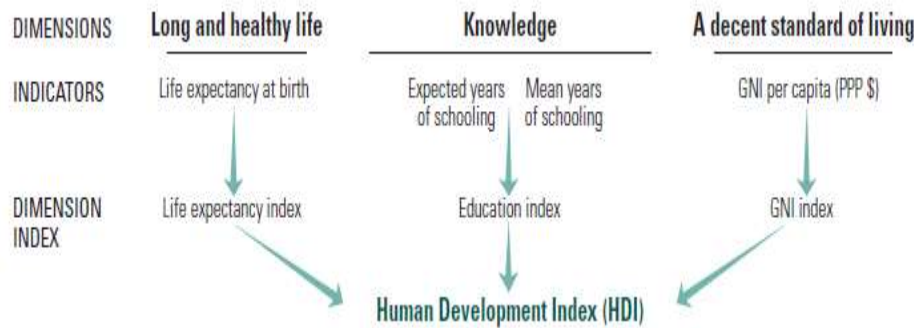 DIMENSIONS Long and healthy life Knowledge A decent standard of living
INDICATORS Life expectancy at birth Expected years of schooling Mean years of schooling GNI per capita (PPP $)
DIMENSION INDEX Life expectancy index Education index GNI index
Human Development Index (HDI)